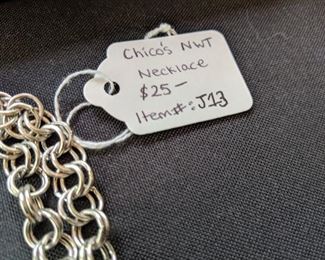 Chico's NWT
Necklace
$25-
Item#: J13